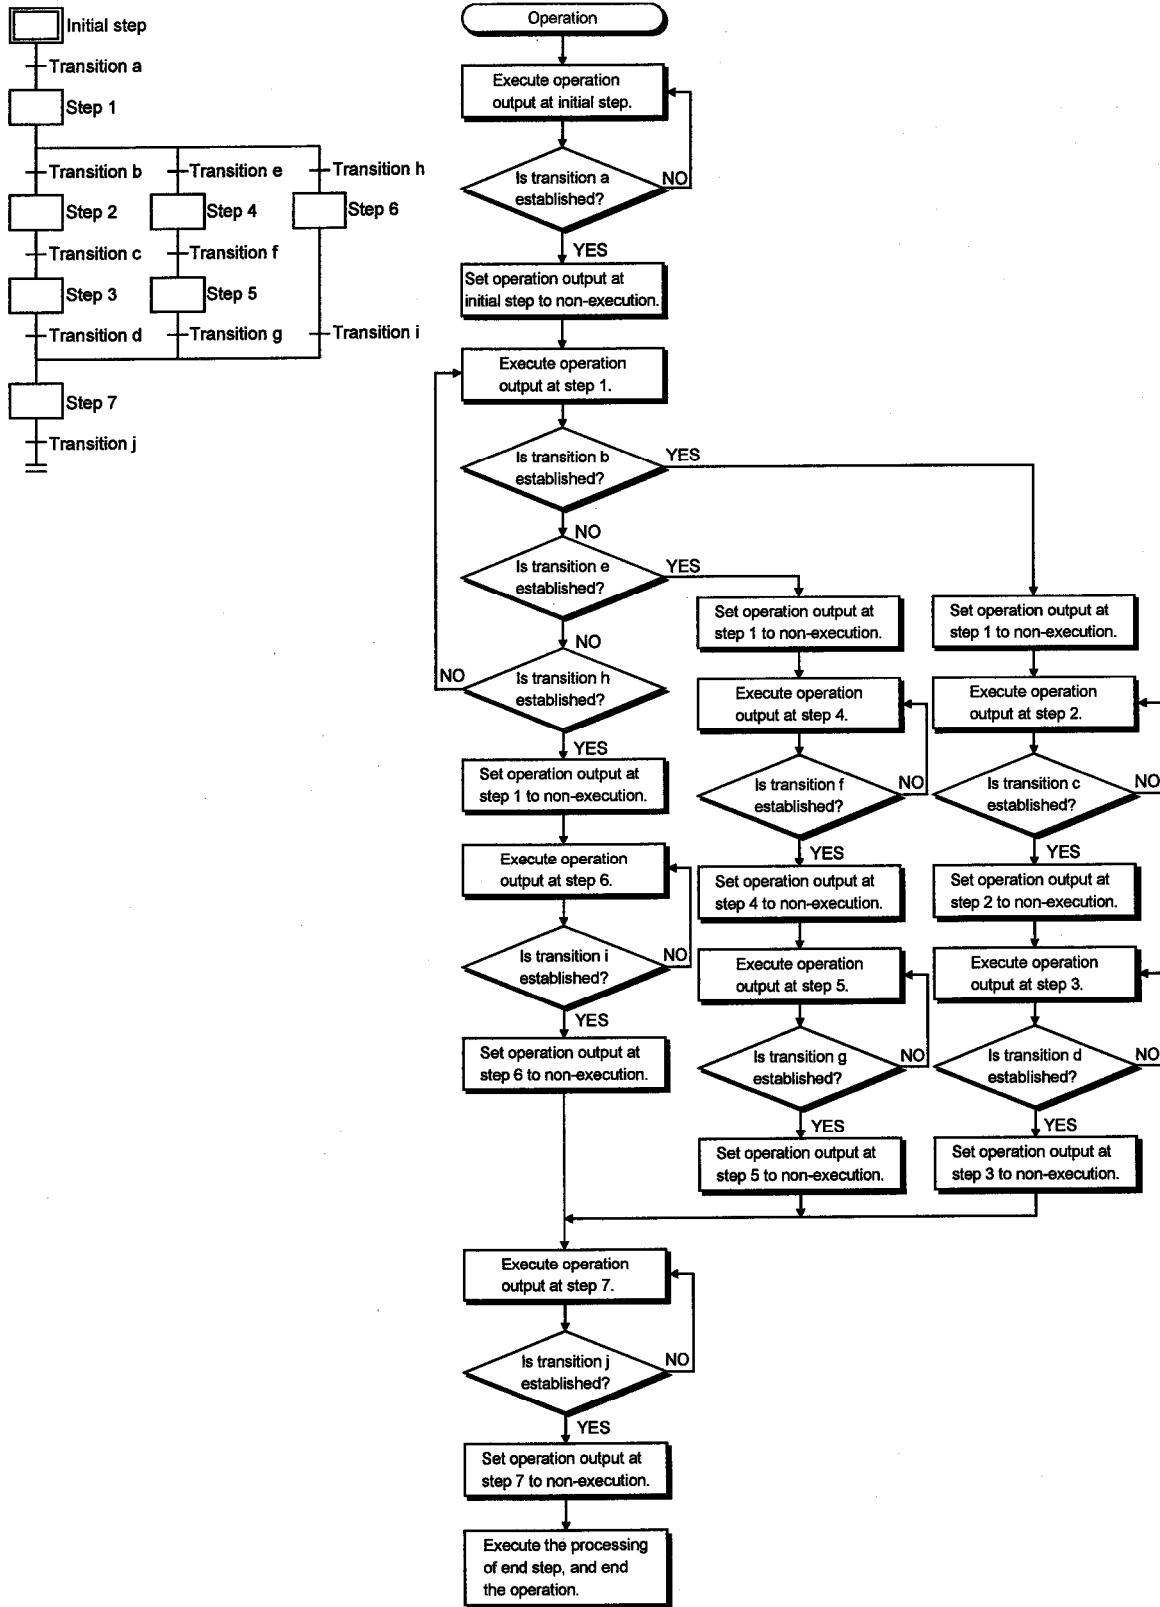 Initial step
Transition a
Step 1
Transition b
Transition e
Transition h
Step 2
Step 4
Step 6
Transition c
Transition f
Step 3
Step 5
Transition d
Transition g
Transition i
Step 7
Transition j
Operation
Execute operation
output at initial step.
Is transition a
established?
NO
YES
Set operation output at
initial step to non-execution.
Execute operation
output at step 1.
Is transition b
established?
YES
NO
Is transition e
established?
YES
NO
Is transition h
established?
NO
YES
Set operation output at
step 1 to non-execution.
Execute operation
output at step 6.
Is transition i
established?
NO
YES
Set operation output at
step 6 to non-execution.
Set operation output at
step 1 to non-execution.
Execute operation
output at step 4.
Is transition f
established?
NO
YES
Set operation output at
step 4 to non-execution.
Execute operation
output at step 5.
Is transition g
established?
NO
YES
Set operation output at
step 5 to non-execution.
Set operation output at
step 1 to non-execution.
Execute operation
output at step 2.
Is transition c
established?
NO
YES
Set operation output at
step 2 to non-execution.
Execute operation
output at step 3.
Is transition d
established?
NO
YES
Set operation output at
step 3 to non-execution.
Execute operation
output at step 7.
Is transition j
established?
NO
YES
Set operation output at
step 7 to non-execution.
Execute the processing
of end step, and end
the operation.